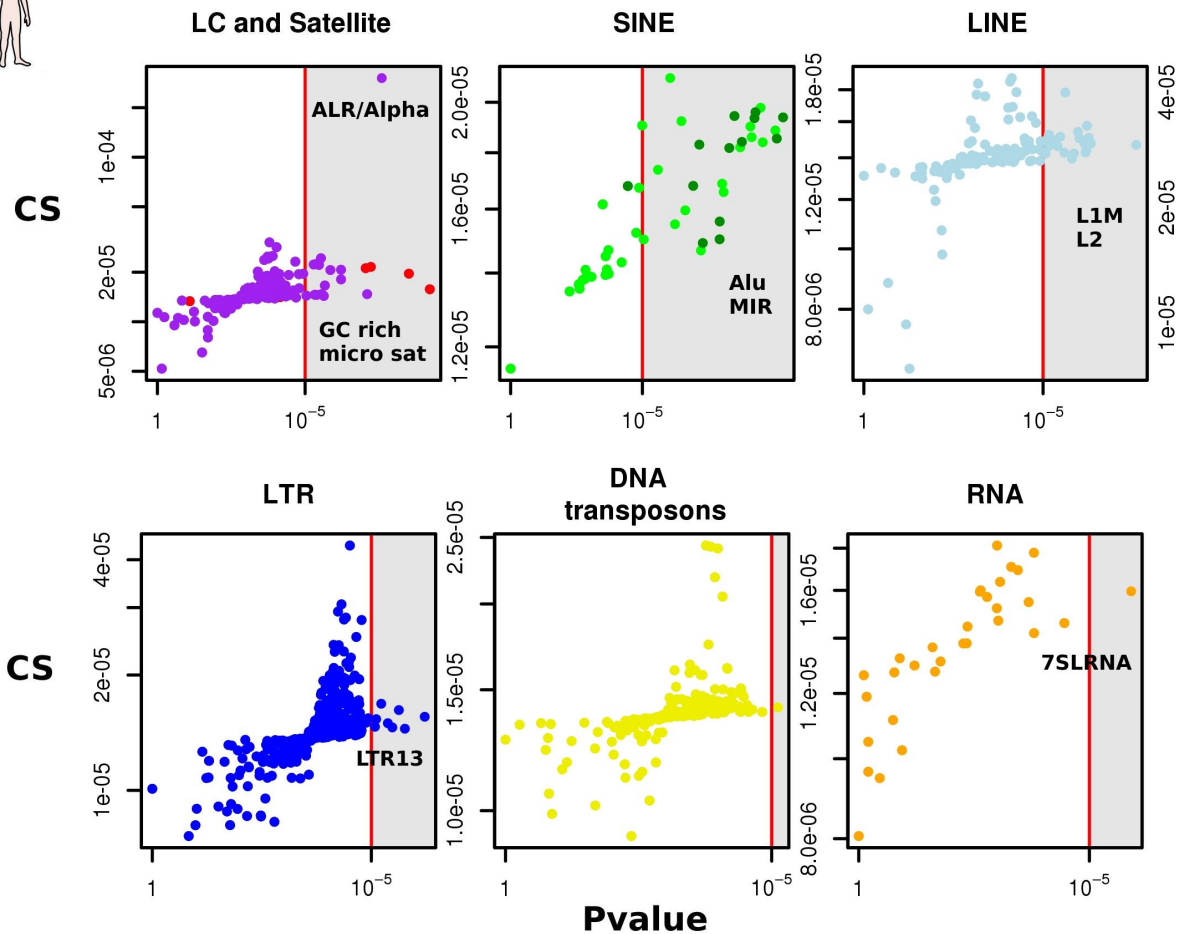 LC and Satellite
SINE
LINE
CS
1e-04
2e-05
5e-06
ALR/Alpha
GC rich
micro sat
1
10−5
2.0e-05
1.6e-05
1.2e-05
Alu
MIR
1
10−5
1.8e-05
1.2e-05
8.0e-06
L1M
L2
4e-05
2e-05
1e-05
1
10−5
LTR
DNA
transposons
RNA
CS
4e-05
2e-05
1e-05
LTR13
1
10−5
2.5e-05
1.5e-05
1.0e-05
1
10−5
1.6e-05
1.2e-05
8.0e-06
7SLRNA
1
10−5
Pvalue